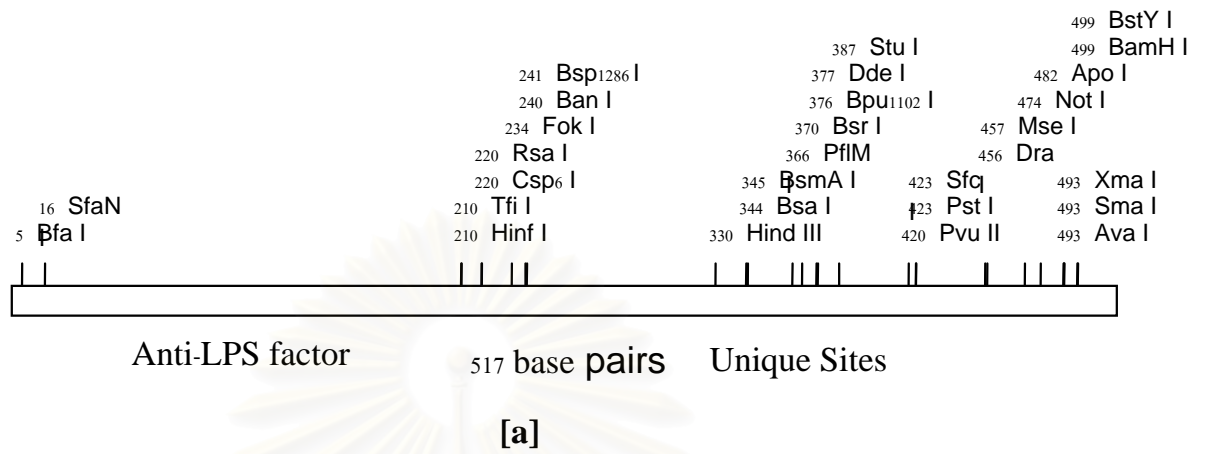 499 BstY I
387 Stu I 499 BamH I
241 Bsp1286 I 377 Dde I 482 Apo I
240 Ban I 376 Bpu1102 I 474 Not I
234 Fok I 370 Bsr I 457 Mse I
220 Rsa I 366 PflM 456 Dra
220 Csp6 I 345 BsmA I 423 Sfq 493 Xma I
16 SfaN 210 Tfi I 344 Bsa I 423 Pst I 493 Sma I
5 Bfa I 210 Hinf I 330 Hind III 420 Pvu II 493 Ava I
Anti-LPS factor 517 base pairs Unique Sites
[a]